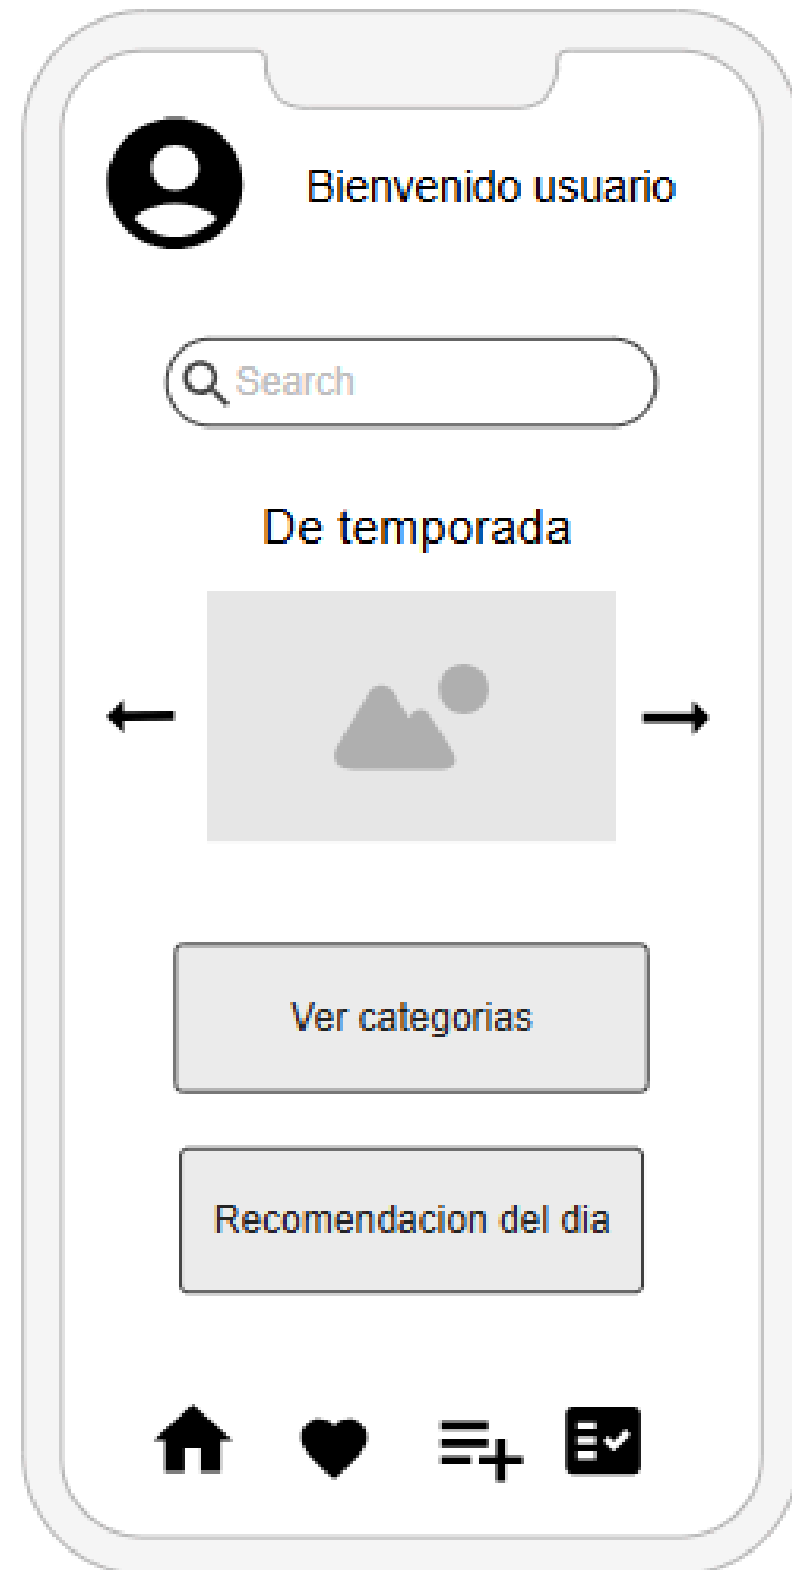 Bienvenido usuario
Search
De temporada
Ver categorias
Recomendacion del dia